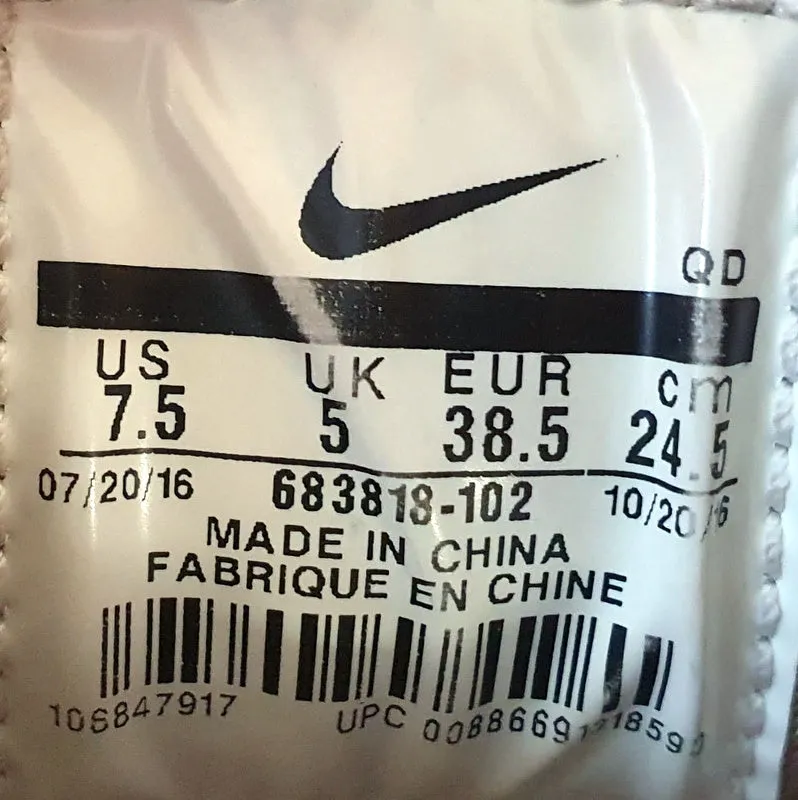 QD
US UK EUR cm
7.5 5 38.5 24.5
07/20/16 683818-102 10/20/16
MADE IN CHINA
FABRIQUE EN CHINE
106847917 UPC